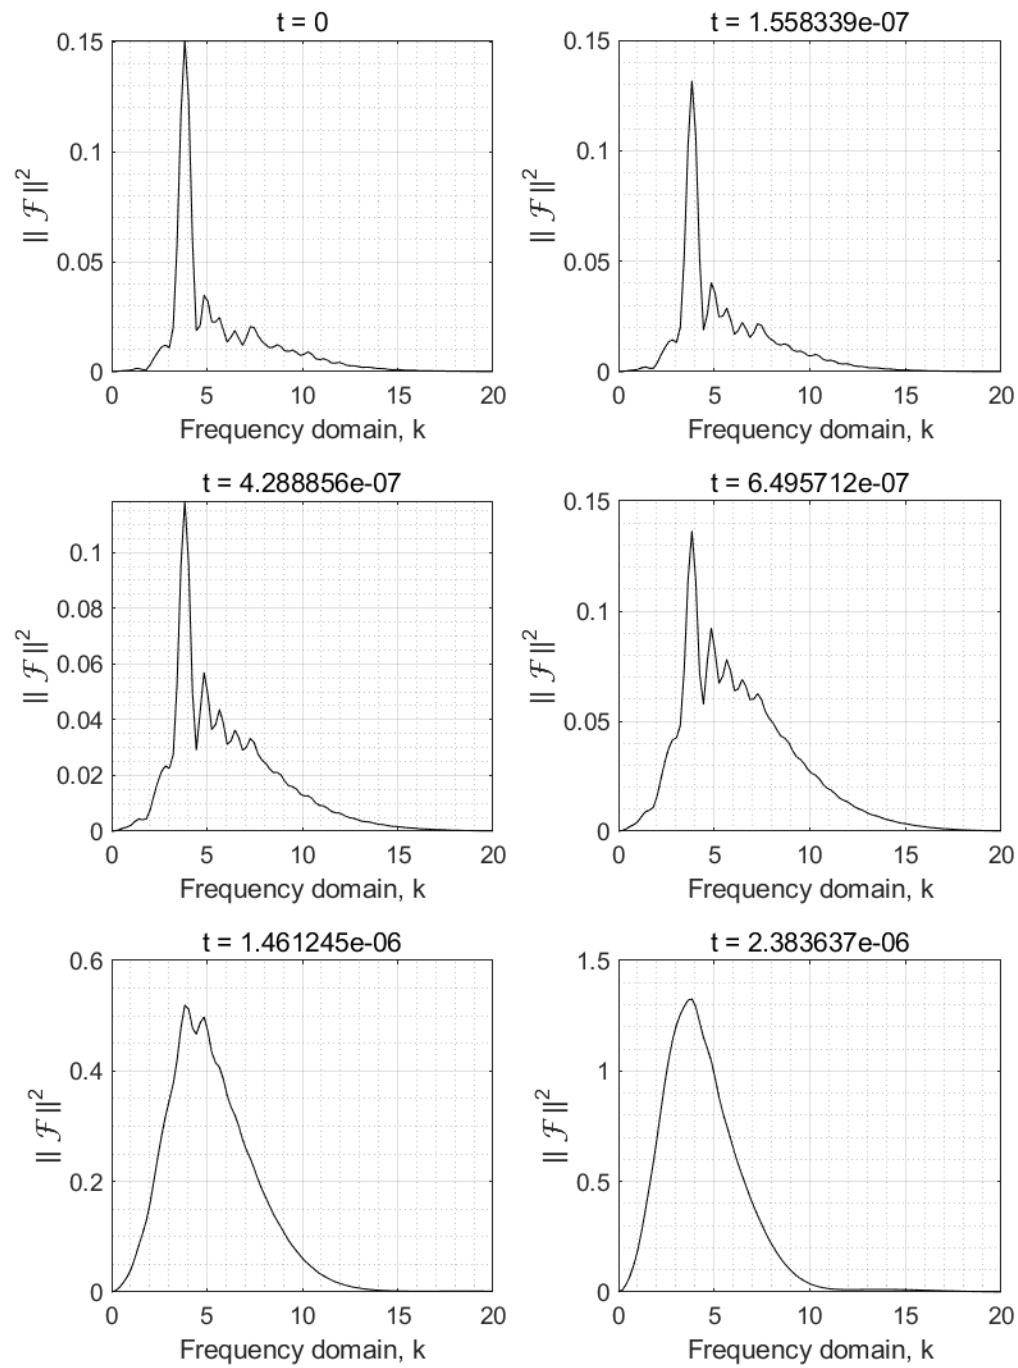 t = 0
0.15
0.1
0.05
0
0 5 10 15 20
|| ℱ ||²
Frequency domain, k
t = 1.558339e-07
0.15
0.1
0.05
0
0 5 10 15 20
|| ℱ ||²
Frequency domain, k
t = 4.288856e-07
0.1
0.08
0.06
0.04
0.02
0
0 5 10 15 20
|| ℱ ||²
Frequency domain, k
t = 6.495712e-07
0.15
0.1
0.05
0
0 5 10 15 20
|| ℱ ||²
Frequency domain, k
t = 1.461245e-06
0.6
0.4
0.2
0
0 5 10 15 20
|| ℱ ||²
Frequency domain, k
t = 2.383637e-06
1.5
1
0.5
0
0 5 10 15 20
|| ℱ ||²
Frequency domain, k